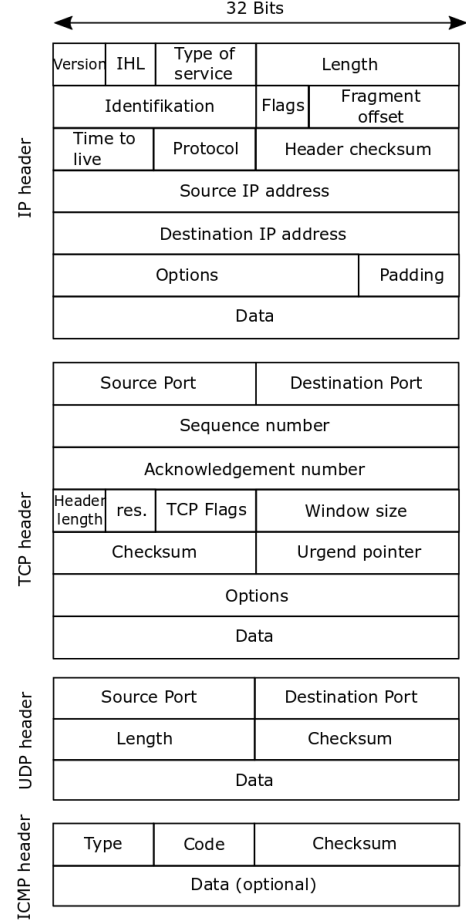 32 Bits
IP header
Version IHL Type of service Length
Identifikation Flags Fragment offset
Time to live Protocol Header checksum
Source IP address
Destination IP address
Options Padding
Data
TCP header
Source Port Destination Port
Sequence number
Acknowledgement number
Header length res. TCP Flags Window size
Checksum Urgend pointer
Options
Data
UDP header
Source Port Destination Port
Length Checksum
Data
ICMP header
Type Code Checksum
Data (optional)